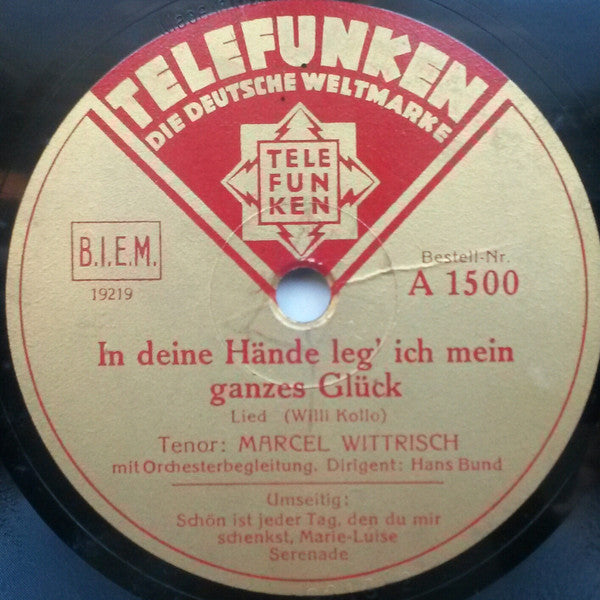 TELEFUNKEN
DIE DEUTSCHE WELTMARKE
TELE
FUN
KEN
B.I.E.M.
19219
Bestell-Nr.
A 1500
In deine Hände leg' ich mein
ganzes Glück
Lied (Willi Kollo)
Tenor: MARCEL WITTRISCH
mit Orchesterbegleitung. Dirigent: Hans Bund
Umseitig:
Schön ist jeder Tag, den du mir
schenkst, Marie-Luise
Serenade